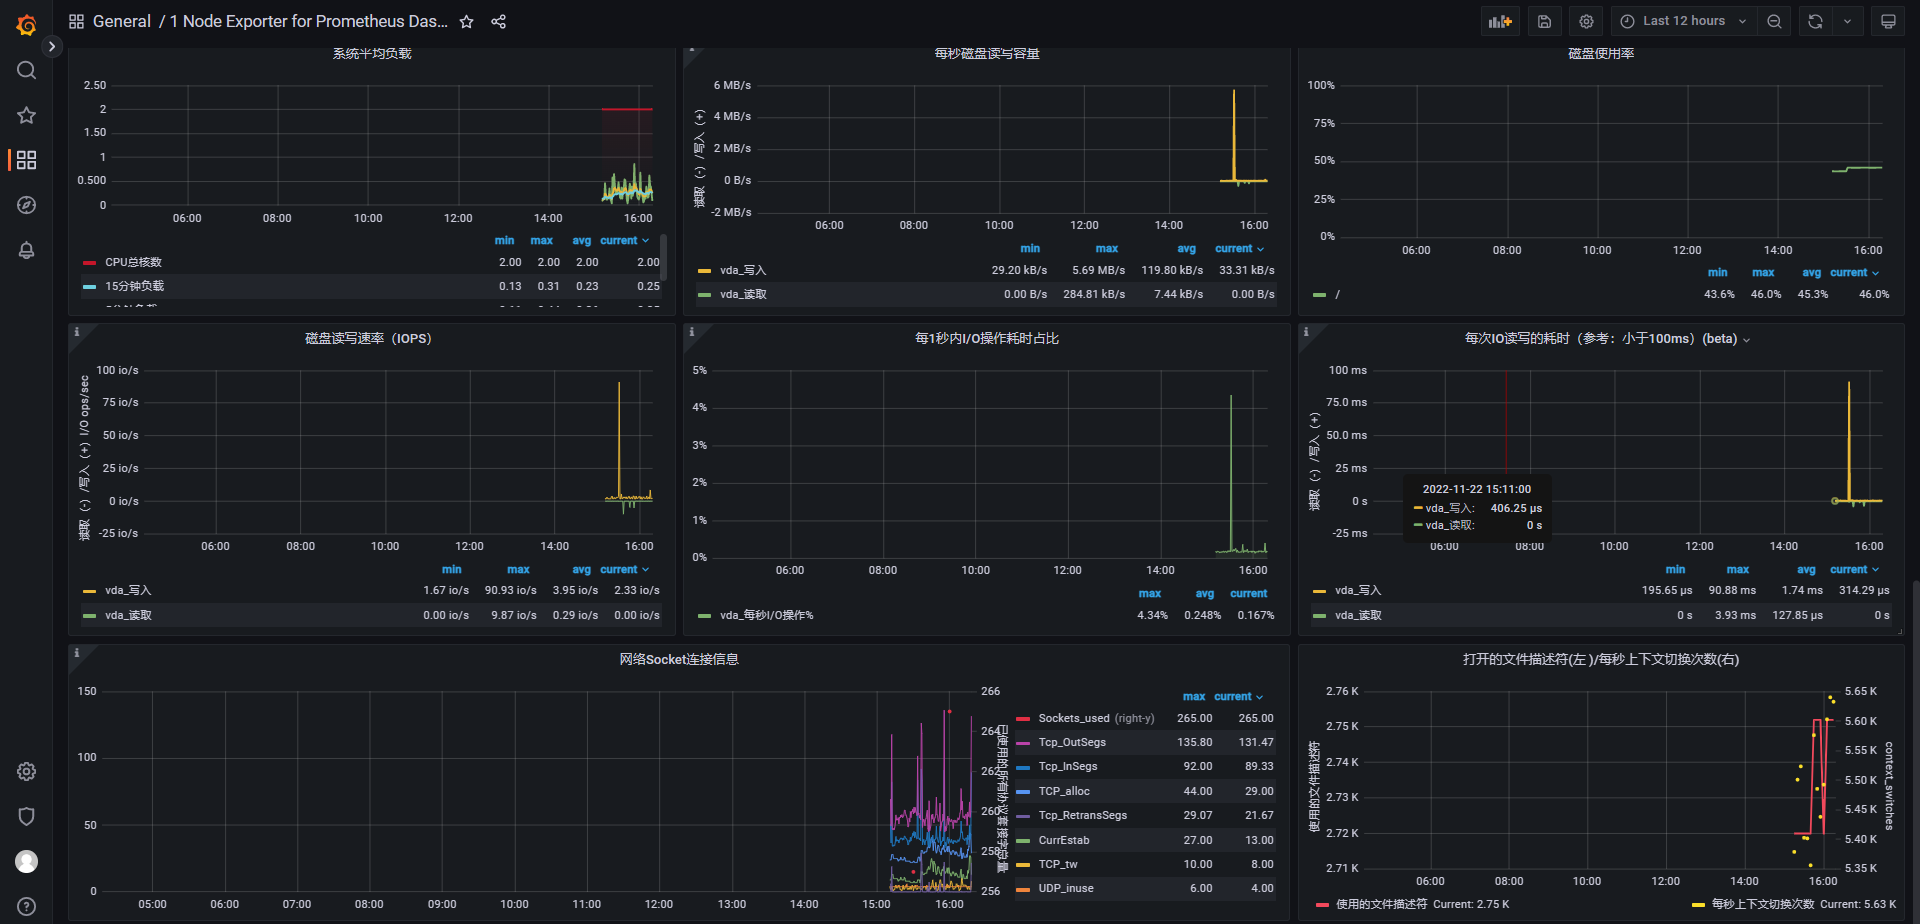 General / 1 Node Exporter for Prometheus Das...
Last 12 hours
系统平均负载
2.50
2
1.50
1
0.500
0
06:00 08:00 10:00 12:00 14:00 16:00
min max avg current
CPU总核数 2.00 2.00 2.00 2.00
15分钟负载 0.13 0.31 0.23 0.25
每秒磁盘读写容量
读取（-）/写入（+）
6 MB/s
4 MB/s
2 MB/s
0 B/s
-2 MB/s
06:00 08:00 10:00 12:00 14:00 16:00
min max avg current
vda_写入 29.20 kB/s 5.69 MB/s 119.80 kB/s 33.31 kB/s
vda_读取 0.00 B/s 284.81 kB/s 7.44 kB/s 0.00 B/s
磁盘使用率
100%
75%
50%
25%
0%
06:00 08:00 10:00 12:00 14:00 16:00
min max avg current
/ 43.6% 46.0% 45.3% 46.0%
磁盘读写速率（IOPS）
读取（-）/写入（+）I/O ops/sec
100 io/s
75 io/s
50 io/s
25 io/s
0 io/s
-25 io/s
06:00 08:00 10:00 12:00 14:00 16:00
min max avg current
vda_写入 1.67 io/s 90.93 io/s 3.95 io/s 2.33 io/s
vda_读取 0.00 io/s 9.87 io/s 0.29 io/s 0.00 io/s
每1秒内I/O操作耗时占比
5%
4%
3%
2%
1%
0%
06:00 08:00 10:00 12:00 14:00 16:00
max avg current
vda_每秒I/O操作% 4.34% 0.248% 0.167%
每次IO读写的耗时（参考：小于100ms）(beta)
读取（-）/写入（+）
100 ms
75.0 ms
50.0 ms
25 ms
0 s
-25 ms
2022-11-22 15:11:00
vda_写入: 406.25 µs
vda_读取: 0 s
06:00 08:00 10:00 12:00 14:00 16:00
min max avg current
vda_写入 195.65 µs 90.88 ms 1.74 ms 314.29 µs
vda_读取 0 s 3.93 ms 127.85 µs 0 s
网络Socket连接信息
150
100
50
0
266
264
262
260
258
256
已使用的所有协议套接字总量
05:00 06:00 07:00 08:00 09:00 10:00 11:00 12:00 13:00 14:00 15:00 16:00
max current
Sockets_used (right-y) 265.00 265.00
Tcp_OutSegs 135.80 131.47
Tcp_InSegs 92.00 89.33
TCP_alloc 44.00 29.00
Tcp_RetransSegs 29.07 21.67
CurrEstab 27.00 13.00
TCP_tw 10.00 8.00
UDP_inuse 6.00 4.00
打开的文件描述符(左 )/每秒上下文切换次数(右)
使用的文件描述符
2.76 K
2.75 K
2.74 K
2.73 K
2.72 K
2.71 K
5.65 K
5.60 K
5.55 K
5.50 K
5.45 K
5.40 K
5.35 K
context_switches
06:00 08:00 10:00 12:00 14:00 16:00
使用的文件描述符 Current: 2.75 K
每秒上下文切换次数 Current: 5.63 K